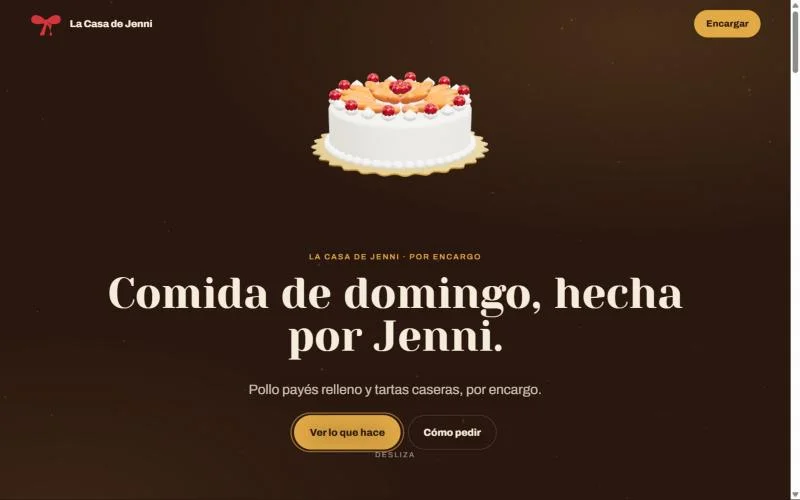 La Casa de Jenni
Encargar
LA CASA DE JENNI · POR ENCARGO
Comida de domingo, hecha
por Jenni.
Pollo payés relleno y tartas caseras, por encargo.
Ver lo que hace
Cómo pedir
DESLIZA